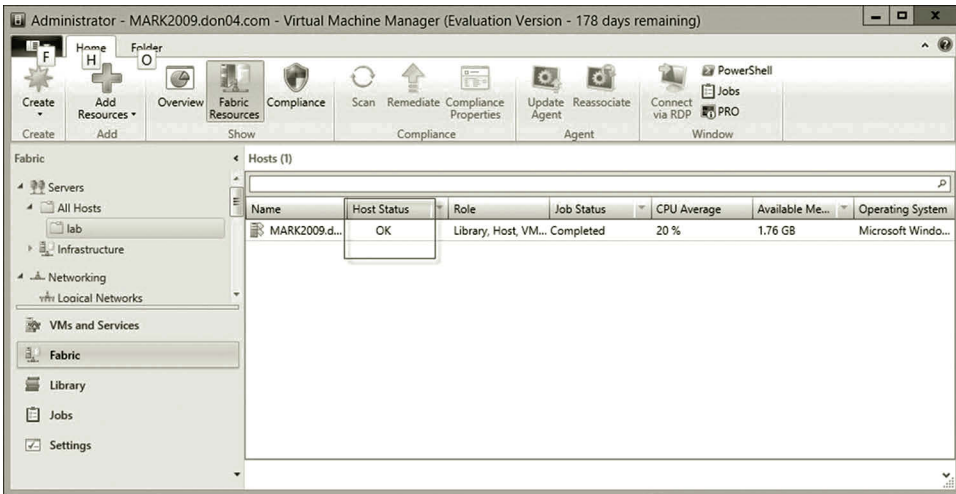 Administrator - MARK2009.don04.com - Virtual Machine Manager (Evaluation Version - 178 days remaining)
F
Home
H
Folder
O
Create
Add Resources
Overview
Fabric Resources
Compliance
Scan
Remediate
Compliance Properties
Update Agent
Reassociate
Connect via RDP
PowerShell
Jobs
PRO
Create
Add
Show
Compliance
Agent
Window
Fabric
Servers
All Hosts
lab
Infrastructure
Networking
Logical Networks
VMs and Services
Fabric
Library
Jobs
Settings
Hosts (1)
Name Host Status Role Job Status CPU Average Available Me... Operating System
MARK2009.d... OK Library, Host, VM... Completed 20 % 1.76 GB Microsoft Windo...